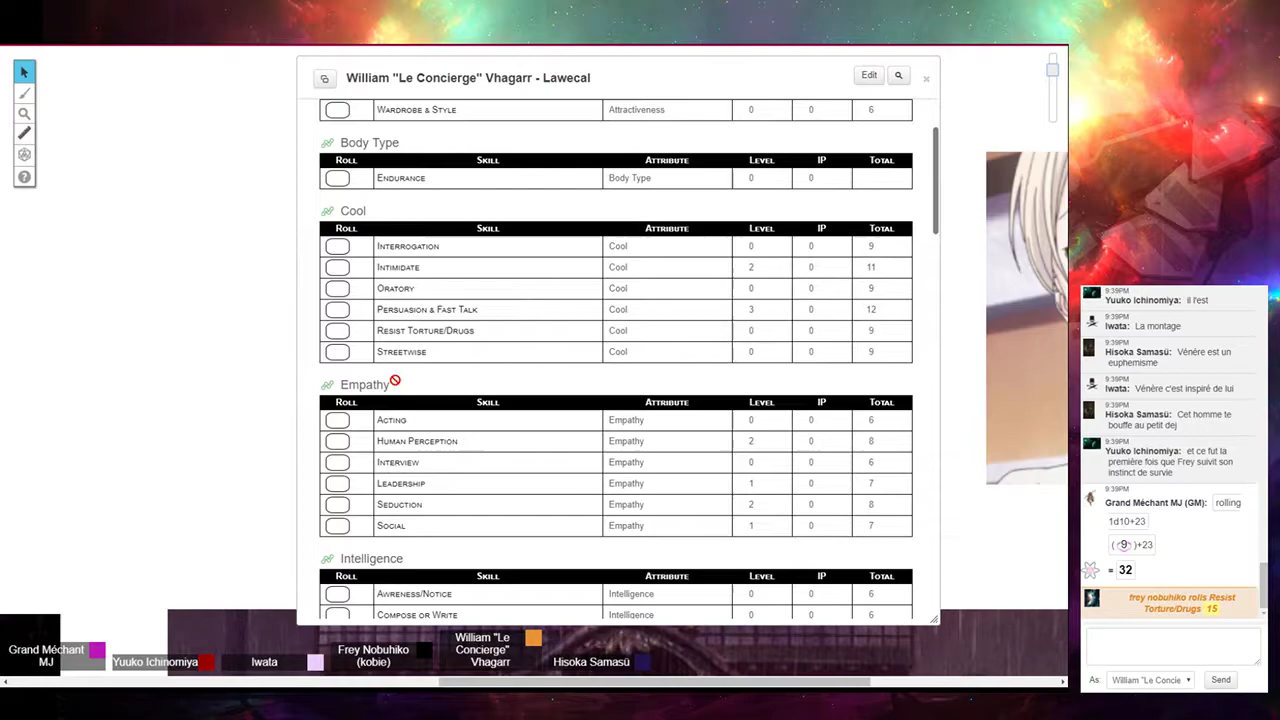 William "Le Concierge" Vhagarr - Lawecal
Edit
Wardrobe & Style Attractiveness 0 0 6
Body Type
Roll Skill Attribute Level IP Total
Endurance Body Type 0 0
Cool
Roll Skill Attribute Level IP Total
Interrogation Cool 0 0 9
Intimidate Cool 2 0 11
Oratory Cool 0 0 9
Persuasion & Fast Talk Cool 3 0 12
Resist Torture/Drugs Cool 0 0 9
Streetwise Cool 0 0 9
Empathy
Roll Skill Attribute Level IP Total
Acting Empathy 0 0 6
Human Perception Empathy 2 0 8
Interview Empathy 0 0 6
Leadership Empathy 1 0 7
Seduction Empathy 2 0 8
Social Empathy 1 0 7
Intelligence
Roll Skill Attribute Level IP Total
Awreness/Notice Intelligence 0 0 6
Compose or Write Intelligence 0 0 6
Grand Méchant
MJ
Yuuko Ichinomiya
Iwata
Frey Nobuhiko
(kobie)
William "Le
Concierge"
Vhagarr
Hisoka Samasü
9:39PM
Yuuko Ichinomiya: il l'est
9:39PM
Iwata: La montage
9:39PM
Hisoka Samasü: Vénére est un
euphemisme
9:39PM
Iwata: Vénère c'est inspiré de lui
9:39PM
Hisoka Samasü: Cet homme te
bouffe au petit dej
9:39PM
Yuuko Ichinomiya: et ce fut la
première fois que Frey suivit son
instinct de survie
9:39PM
Grand Méchant MJ (GM): rolling
1d10+23
(9)+23
= 32
frey nobuhiko rolls Resist
Torture/Drugs 15
As: William "Le Concie
Send